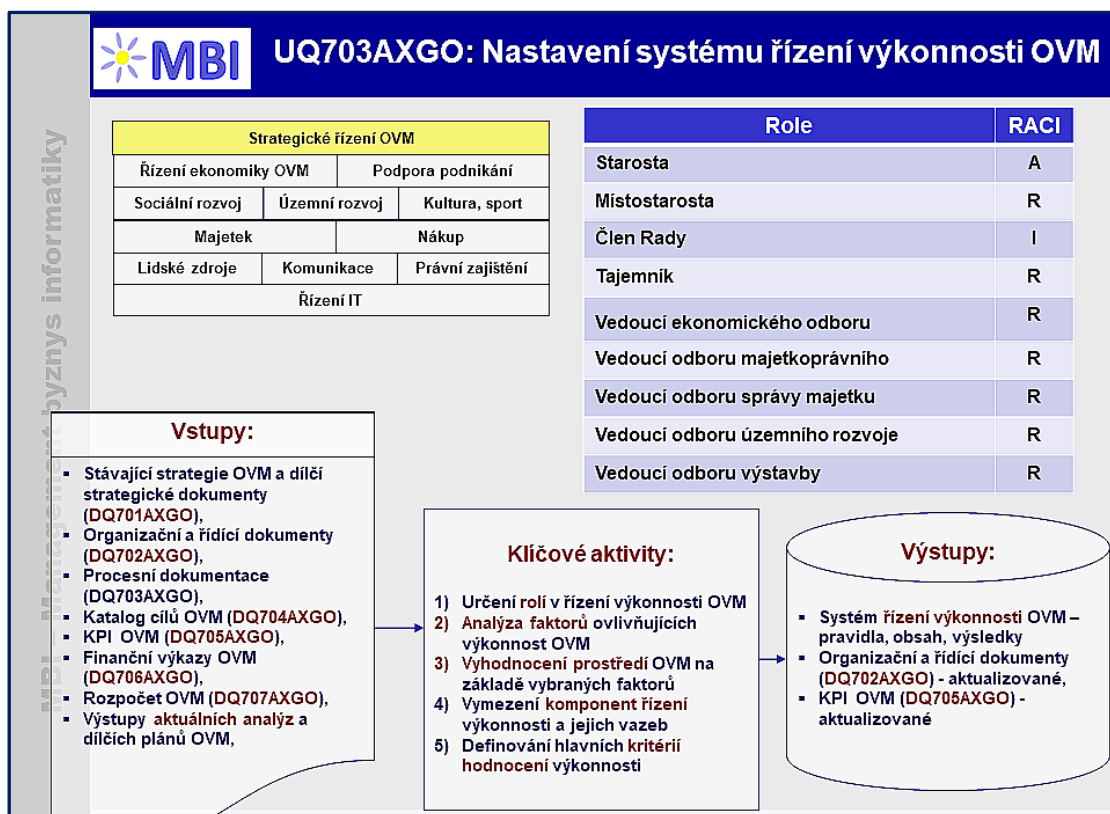 MBI
UQ703AXGO: Nastavení systému řízení výkonnosti OVM
MBI – Management byznys informatiky
Strategické řízení OVM
Řízení ekonomiky OVM
Podpora podnikání
Sociální rozvoj
Územní rozvoj
Kultura, sport
Majetek
Nákup
Lidské zdroje
Komunikace
Právní zajištění
Řízení IT
Role RACI
Starosta A
Místostarosta R
Člen Rady I
Tajemník R
Vedoucí ekonomického odboru R
Vedoucí odboru majetkoprávního R
Vedoucí odboru správy majetku R
Vedoucí odboru územního rozvoje R
Vedoucí odboru výstavby R
Vstupy:
▪ Stávající strategie OVM a dílčí
strategické dokumenty
(DQ701AXGO),
▪ Organizační a řídící dokumenty
(DQ702AXGO),
▪ Procesní dokumentace
(DQ703AXGO),
▪ Katalog cílů OVM (DQ704AXGO),
▪ KPI OVM (DQ705AXGO),
▪ Finanční výkazy OVM
(DQ706AXGO),
▪ Rozpočet OVM (DQ707AXGO),
▪ Výstupy aktuálních analýz a
dílčích plánů OVM,
Klíčové aktivity:
1) Určení rolí v řízení výkonnosti OVM
2) Analýza faktorů ovlivňujících
výkonnost OVM
3) Vyhodnocení prostředí OVM na
základě vybraných faktorů
4) Vymezení komponent řízení
výkonnosti a jejich vazeb
5) Definování hlavních kritérií
hodnocení výkonnosti
Výstupy:
▪ Systém řízení výkonnosti OVM –
pravidla, obsah, výsledky
▪ Organizační a řídící dokumenty
(DQ702AXGO) - aktualizované,
▪ KPI OVM (DQ705AXGO) -
aktualizované